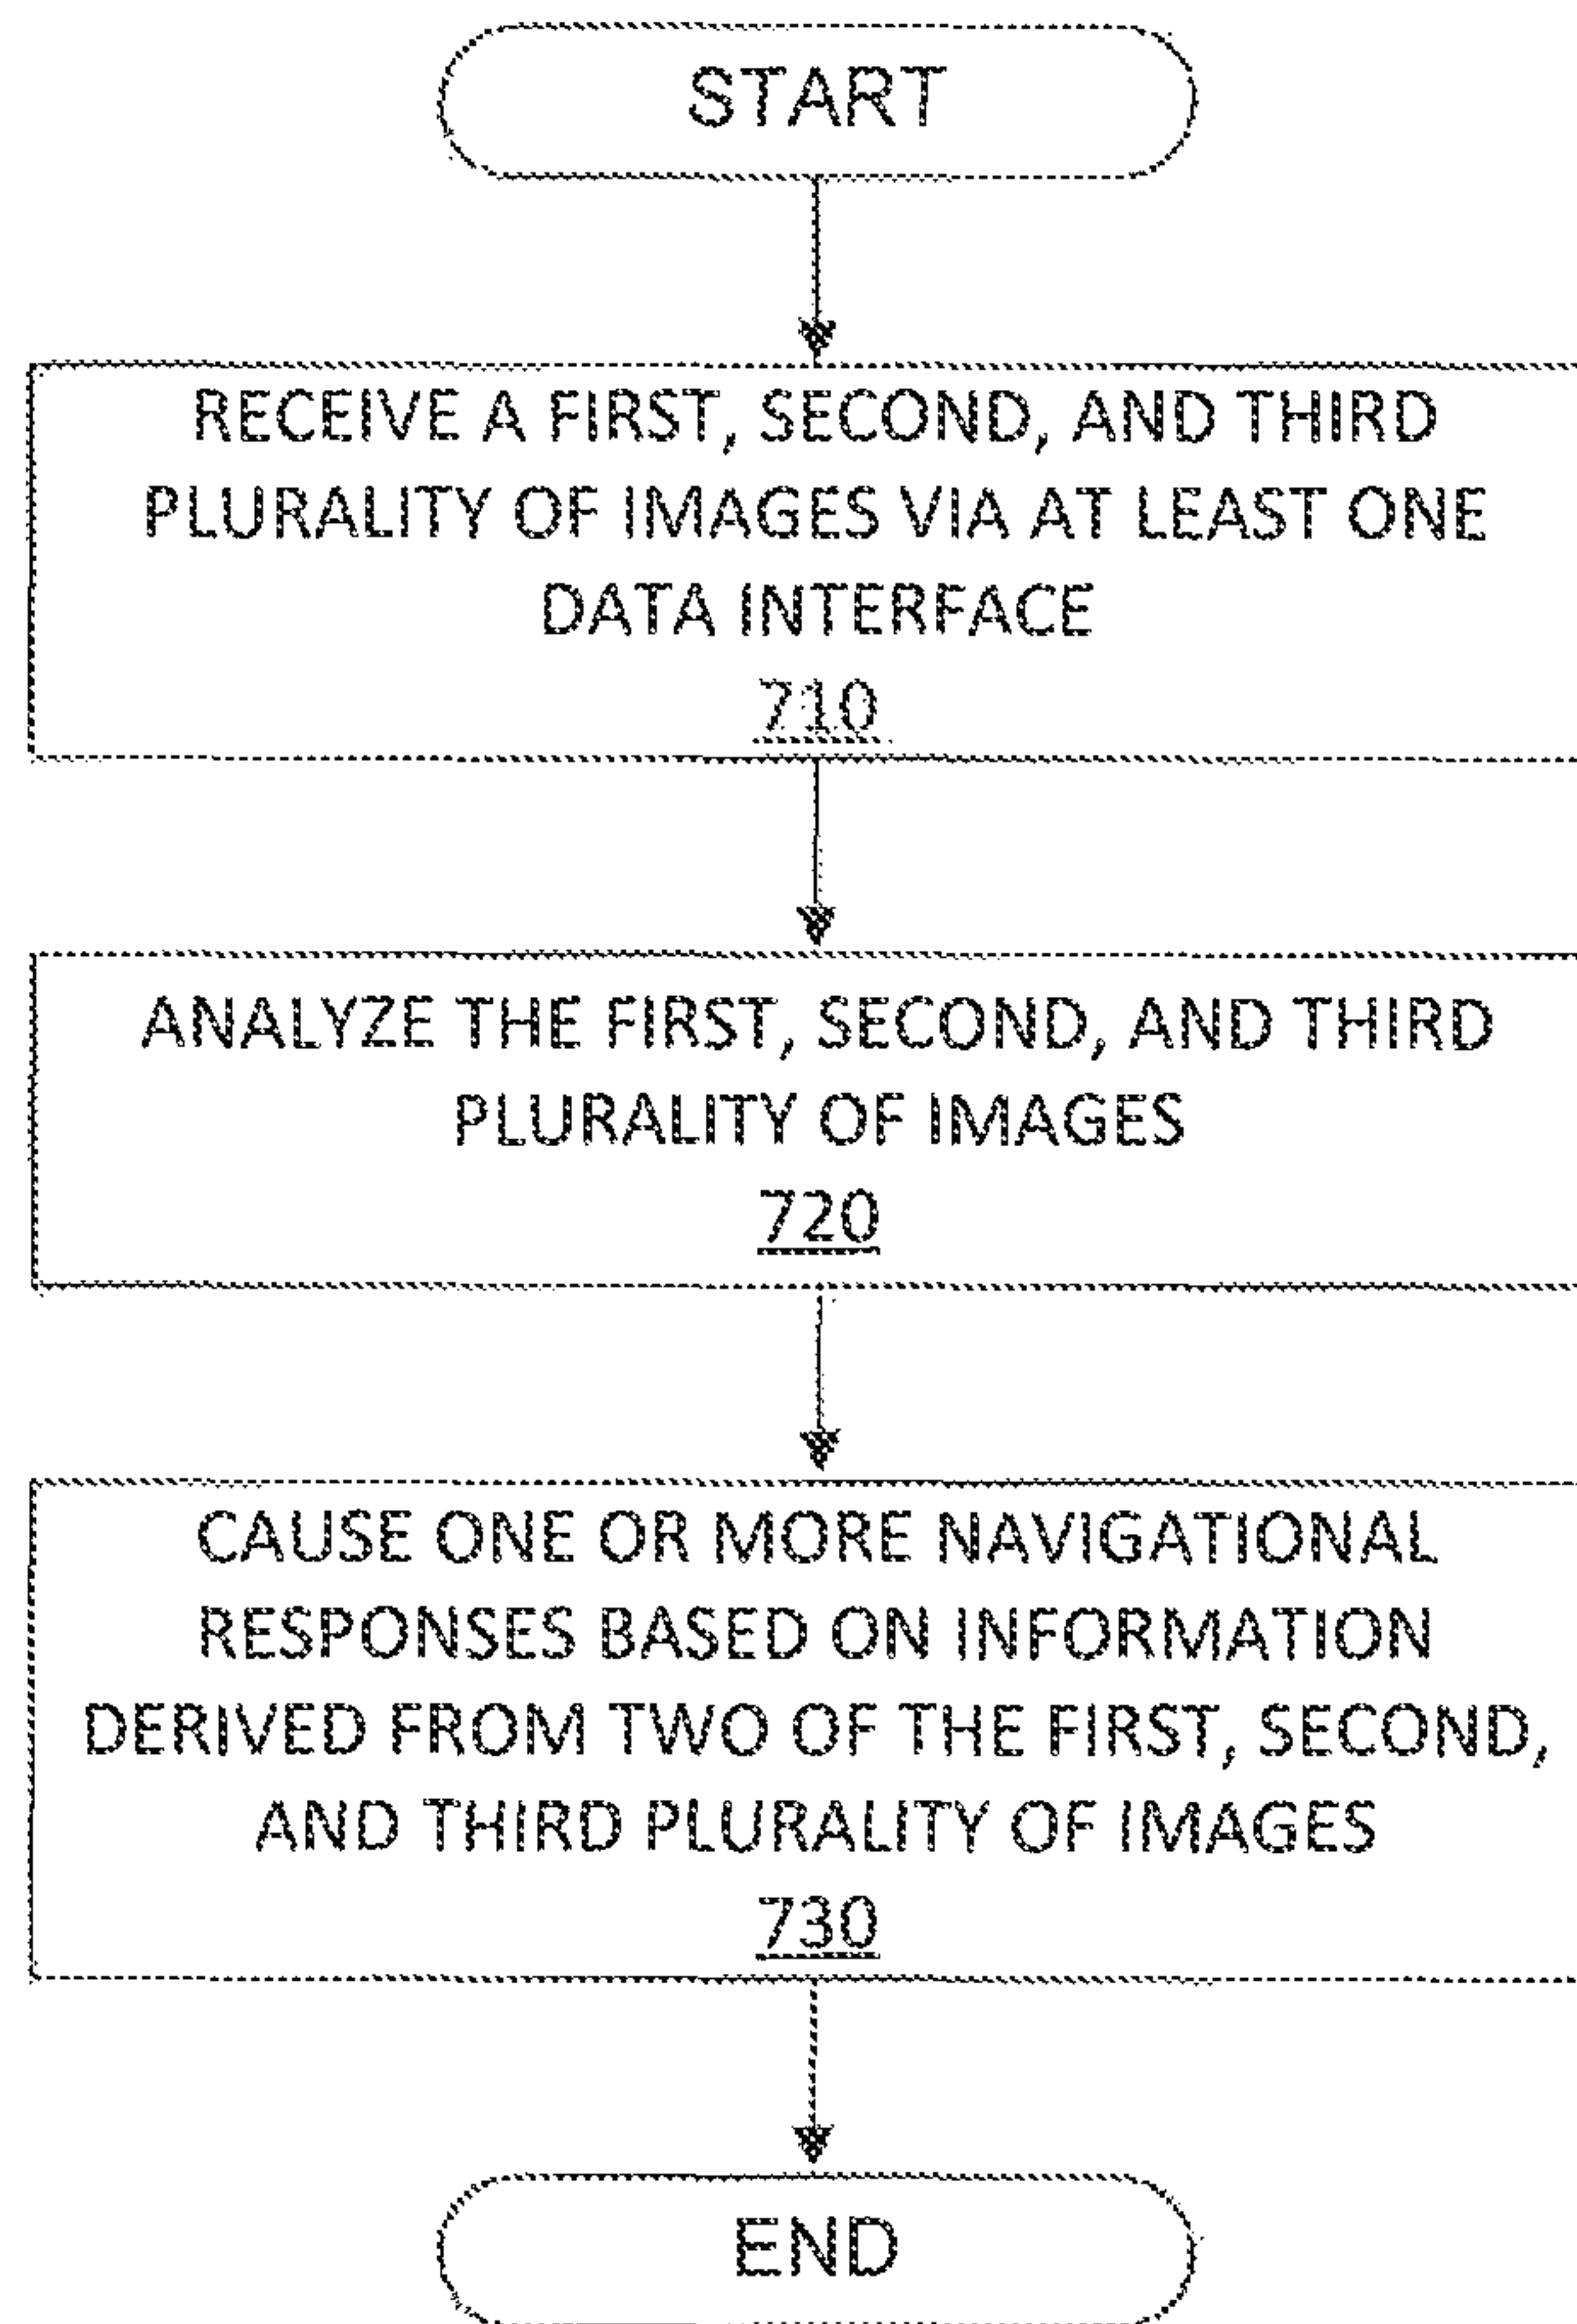 START
RECEIVE A FIRST, SECOND, AND THIRD
PLURALITY OF IMAGES VIA AT LEAST ONE
DATA INTERFACE
710
ANALYZE THE FIRST, SECOND, AND THIRD
PLURALITY OF IMAGES
720
CAUSE ONE OR MORE NAVIGATIONAL
RESPONSES BASED ON INFORMATION
DERIVED FROM TWO OF THE FIRST, SECOND,
AND THIRD PLURALITY OF IMAGES
730
END